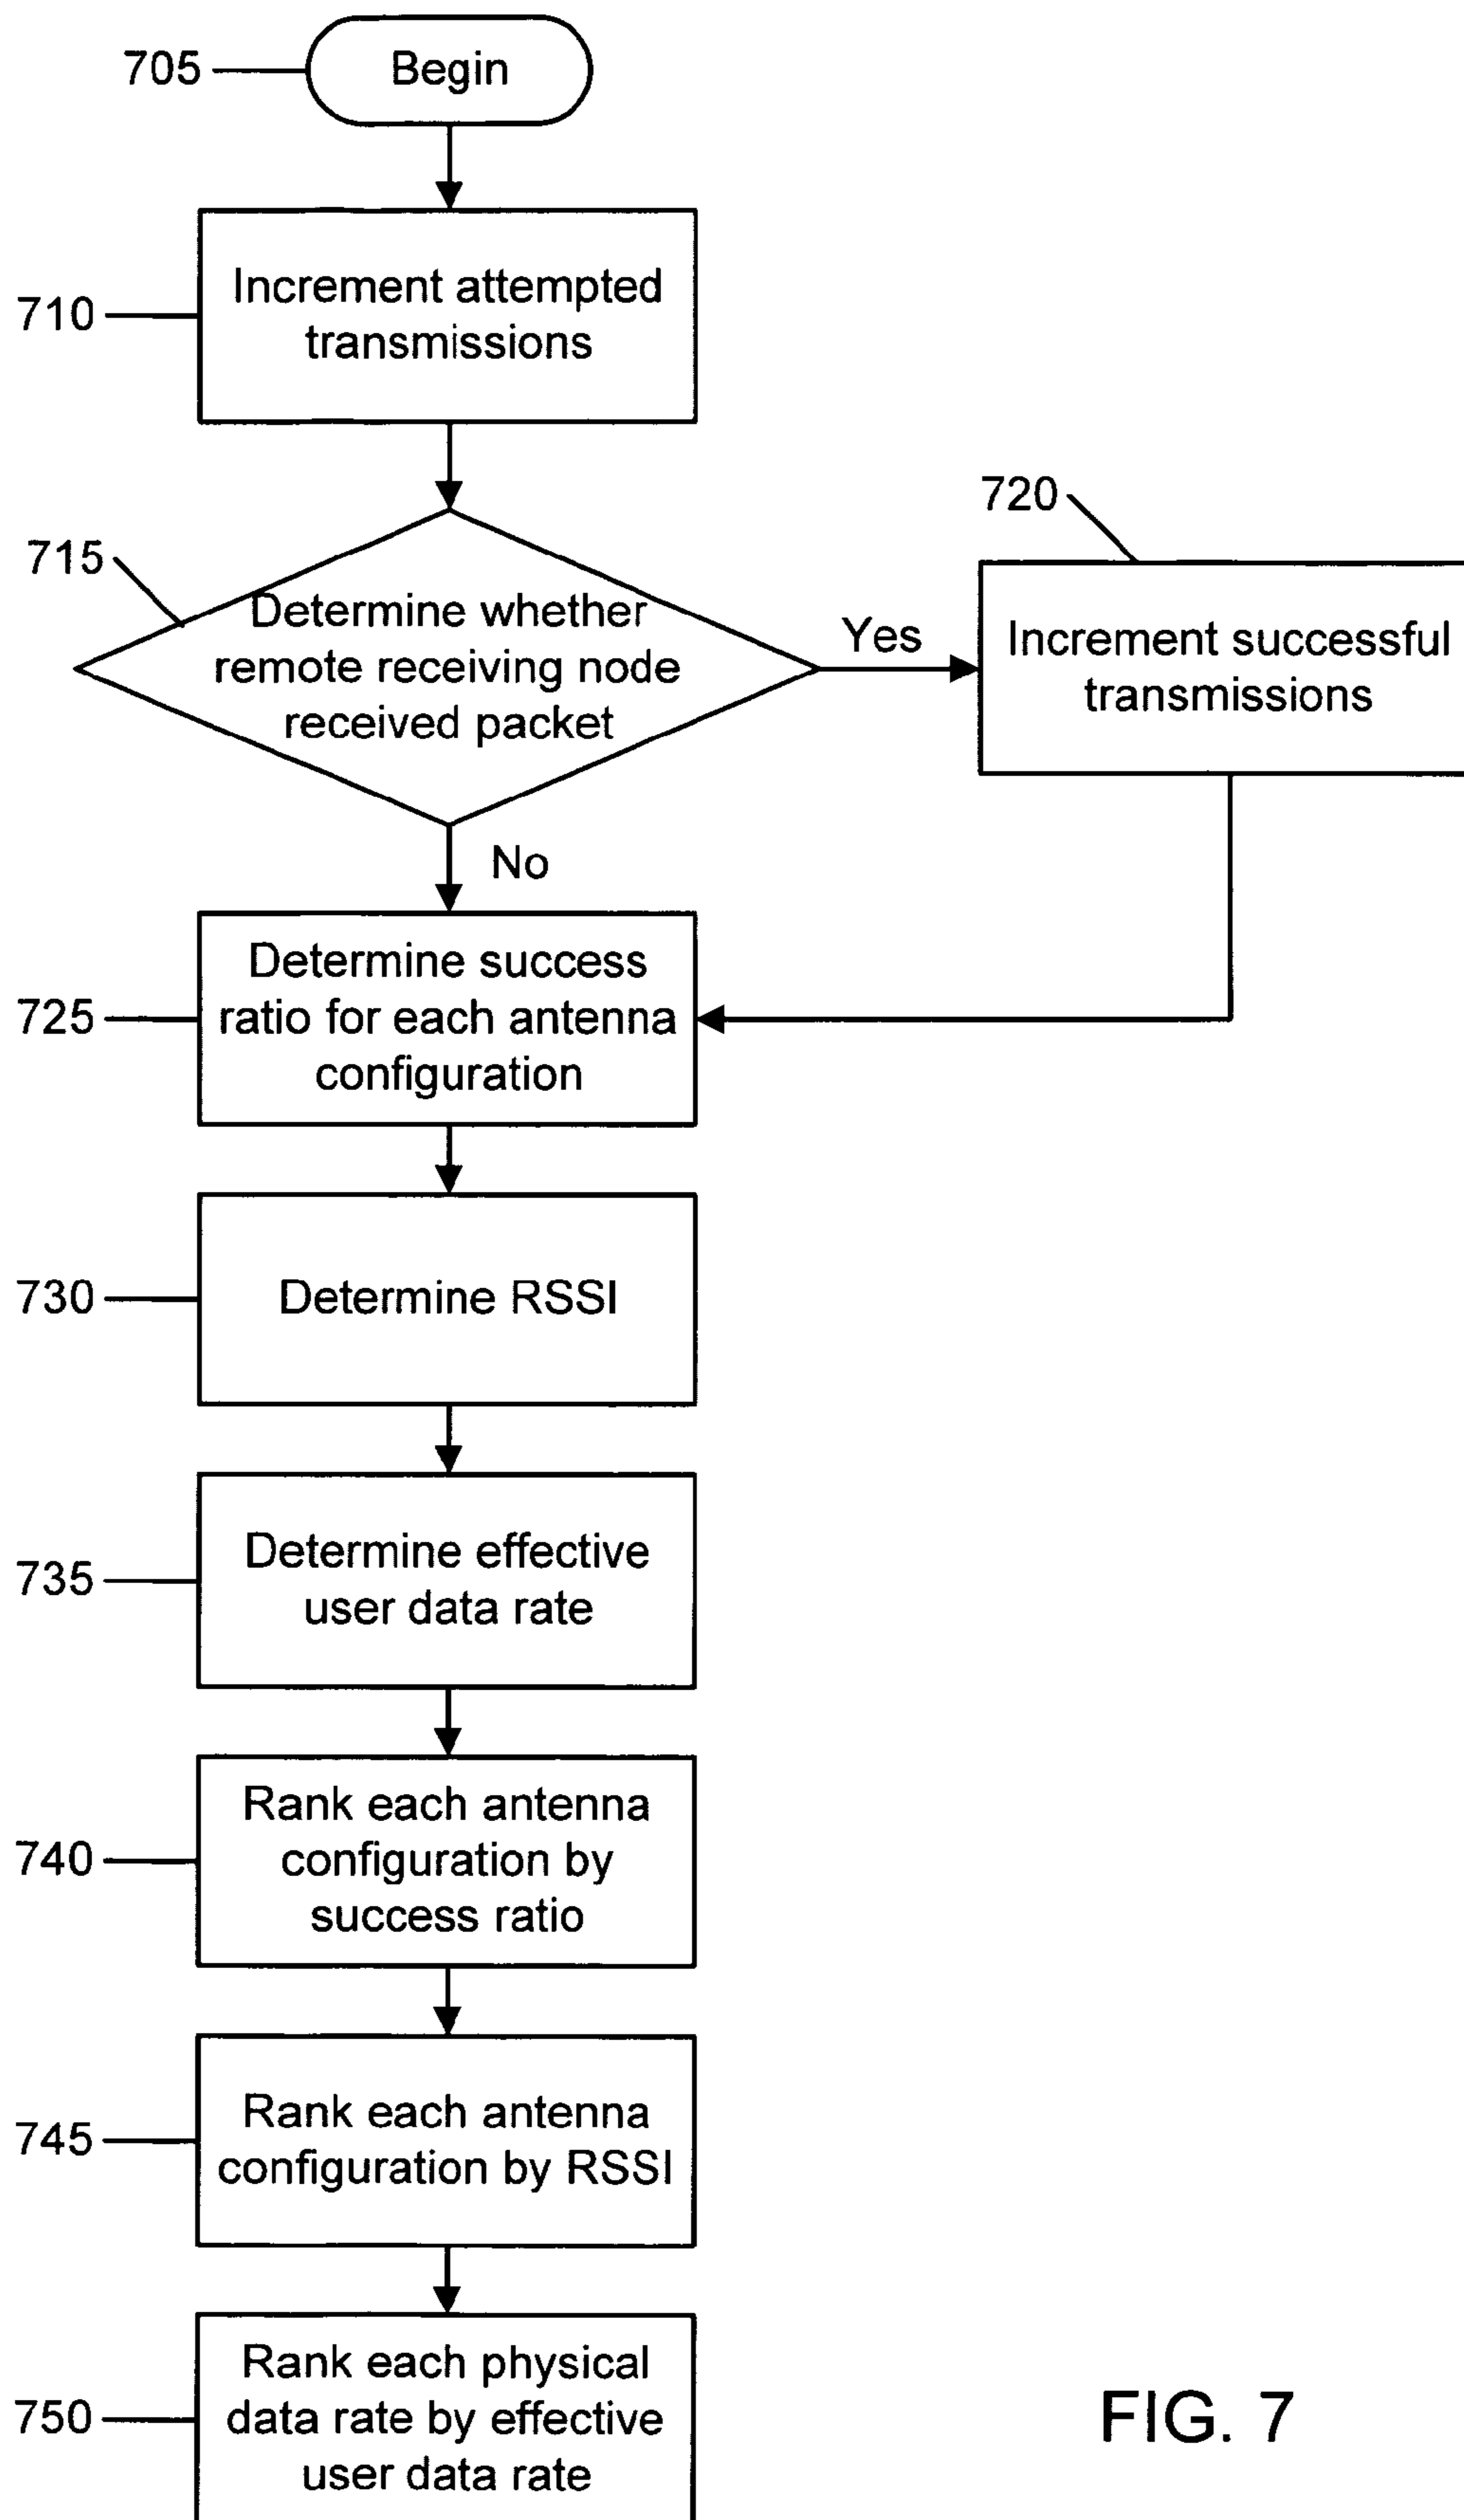 705
Begin
710
Increment attempted
transmissions
715
Determine whether
remote receiving node
received packet
Yes
720
Increment successful
transmissions
No
725
Determine success
ratio for each antenna
configuration
730
Determine RSSI
735
Determine effective
user data rate
740
Rank each antenna
configuration by
success ratio
745
Rank each antenna
configuration by RSSI
750
Rank each physical
data rate by effective
user data rate
FIG. 7